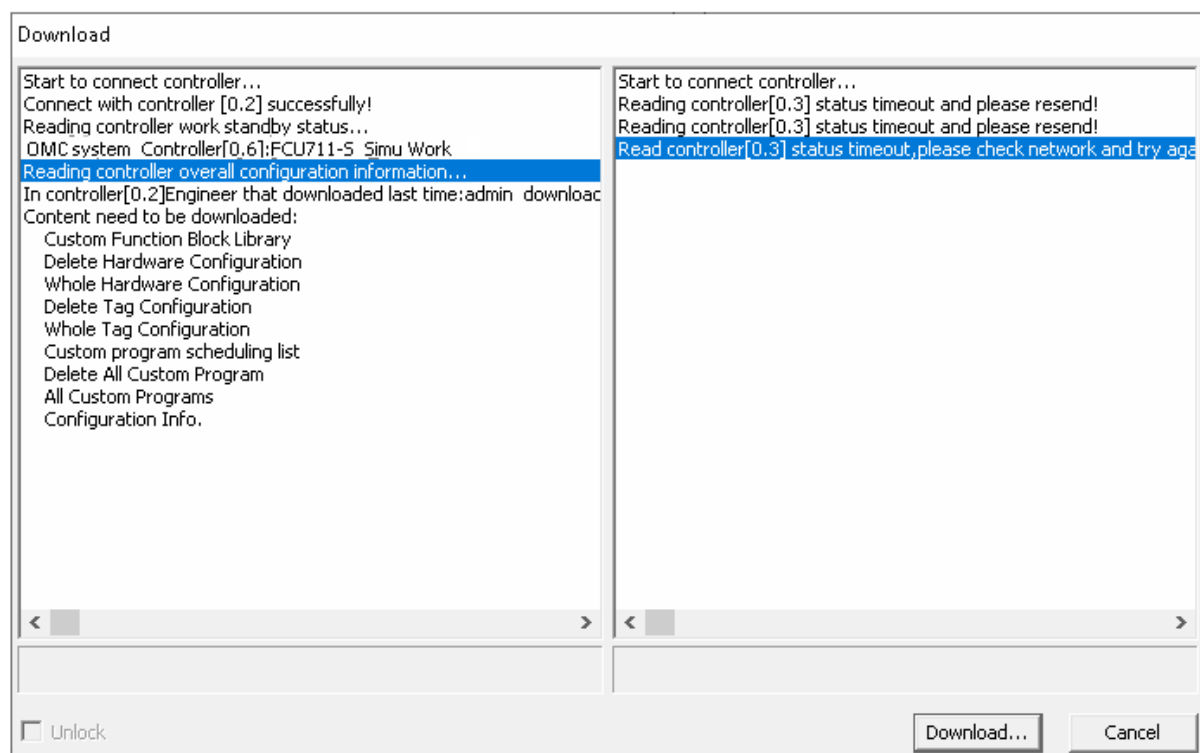 Download
Start to connect controller...
Connect with controller [0.2] successfully!
Reading controller work standby status...
OMC system Controller[0.6]:FCU711-S Simu Work
Reading controller overall configuration information...
In controller[0.2]Engineer that downloaded last time:admin downloac
Content need to be downloaded:
Custom Function Block Library
Delete Hardware Configuration
Whole Hardware Configuration
Delete Tag Configuration
Whole Tag Configuration
Custom program scheduling list
Delete All Custom Program
All Custom Programs
Configuration Info.
Start to connect controller...
Reading controller[0.3] status timeout and please resend!
Reading controller[0.3] status timeout and please resend!
Read controller[0.3] status timeout,please check network and try aga
Unlock
Download...
Cancel